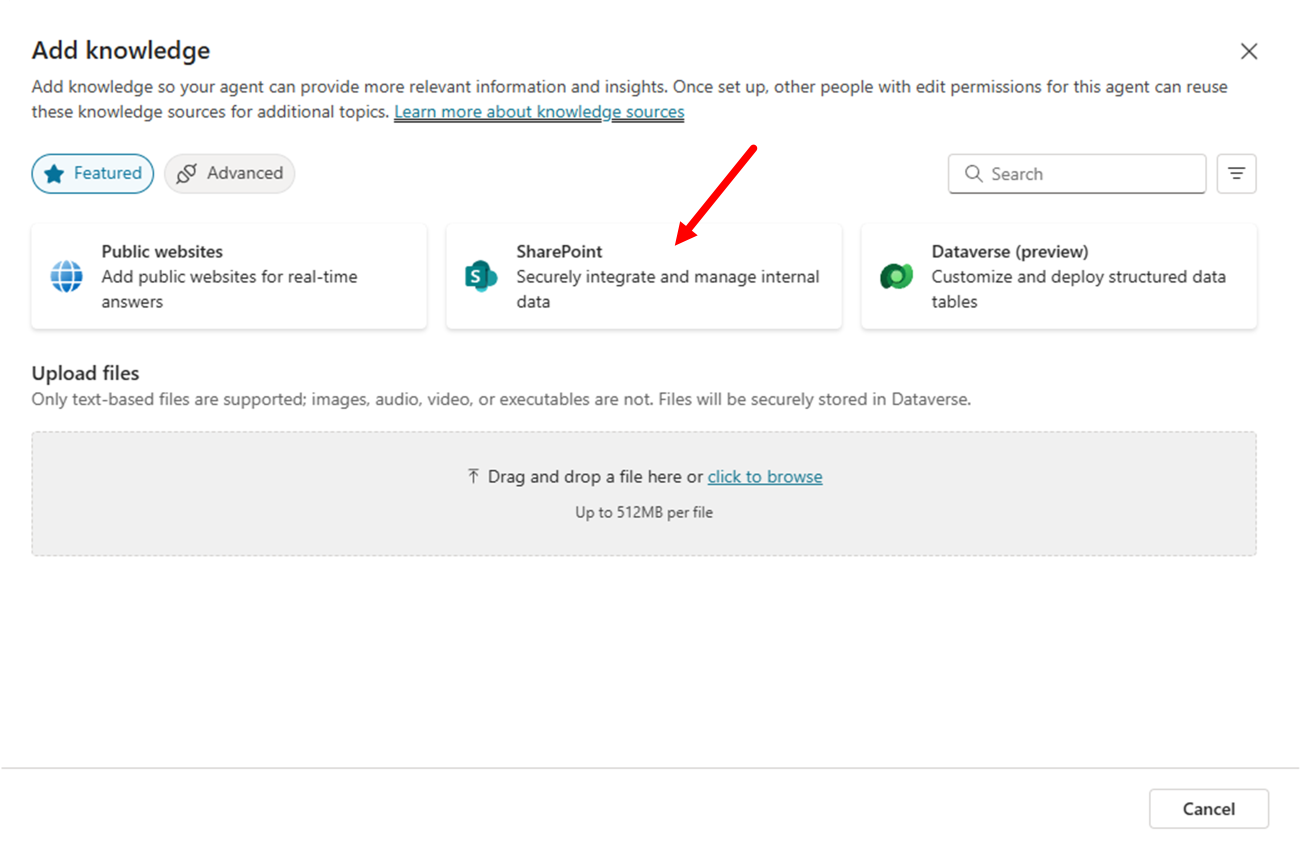 Add knowledge
Add knowledge so your agent can provide more relevant information and insights. Once set up, other people with edit permissions for this agent can reuse
these knowledge sources for additional topics. Learn more about knowledge sources
Featured
Advanced
Search
Public websites
Add public websites for real-time
answers
S
SharePoint
Securely integrate and manage internal
data
Dataverse (preview)
Customize and deploy structured data
tables
Upload files
Only text-based files are supported; images, audio, video, or executables are not. Files will be securely stored in Dataverse.
Drag and drop a file here or click to browse
Up to 512MB per file
Cancel